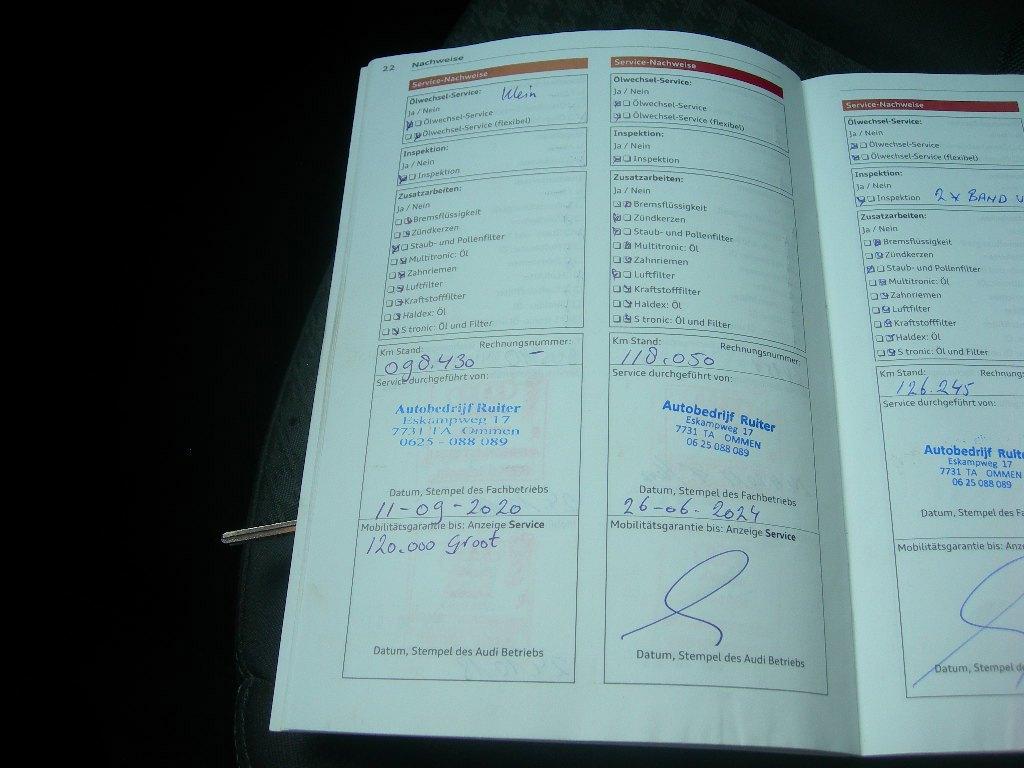 22 Nachweise
Service-Nachweise
Ölwechsel-Service: Klein
Ja / Nein
Ölwechsel-Service
Ölwechsel-Service (flexibel)
Inspektion:
Ja / Nein
Inspektion
Zusatzarbeiten:
Ja / Nein
Bremsflüssigkeit
Zündkerzen
Staub- und Pollenfilter
Multitronic: Öl
Zahnriemen
Luftfilter
Kraftstofffilter
Haldex: Öl
S tronic: Öl und Filter
Km Stand: Rechnungsnummer:
098.430 -
Service durchgeführt von:
Autobedrijf Ruiter
Eskampweg 17
7731 TA Ommen
0625 - 088 089
Datum, Stempel des Fachbetriebs
11-09-2020
Mobilitätsgarantie bis: Anzeige Service
120.000 Groot
Datum, Stempel des Audi Betriebs
Service-Nachweise
Ölwechsel-Service:
Ja / Nein
Ölwechsel-Service
Ölwechsel-Service (flexibel)
Inspektion:
Ja / Nein
Inspektion
Zusatzarbeiten:
Ja / Nein
Bremsflüssigkeit
Zündkerzen
Staub- und Pollenfilter
Multitronic: Öl
Zahnriemen
Luftfilter
Kraftstofffilter
Haldex: Öl
S tronic: Öl und Filter
Km Stand: Rechnungsnummer:
118.050
Service durchgeführt von:
Autobedrijf Ruiter
Eskampweg 17
7731 TA OMMEN
06 25 088 089
Datum, Stempel des Fachbetriebs
26-06-2024
Mobilitätsgarantie bis: Anzeige Service
Datum, Stempel des Audi Betriebs
Service-Nachweise
Ölwechsel-Service:
Ja / Nein
Ölwechsel-Service
Ölwechsel-Service (flexibel)
Inspektion:
Ja / Nein
Inspektion 2x BAND
Zusatzarbeiten:
Ja / Nein
Bremsflüssigkeit
Zündkerzen
Staub- und Pollenfilter
Multitronic: Öl
Zahnriemen
Luftfilter
Kraftstofffilter
Haldex: Öl
S tronic: Öl und Filter
Km Stand: Rechnungs
126.245
Service durchgeführt von:
Autobedrijf Ruite
Eskampweg 17
7731 TA OMMEN
06 25 088 089
Datum, Stempel des Fa
Mobilitätsgarantie bis: Anze
Datum, Stempel de